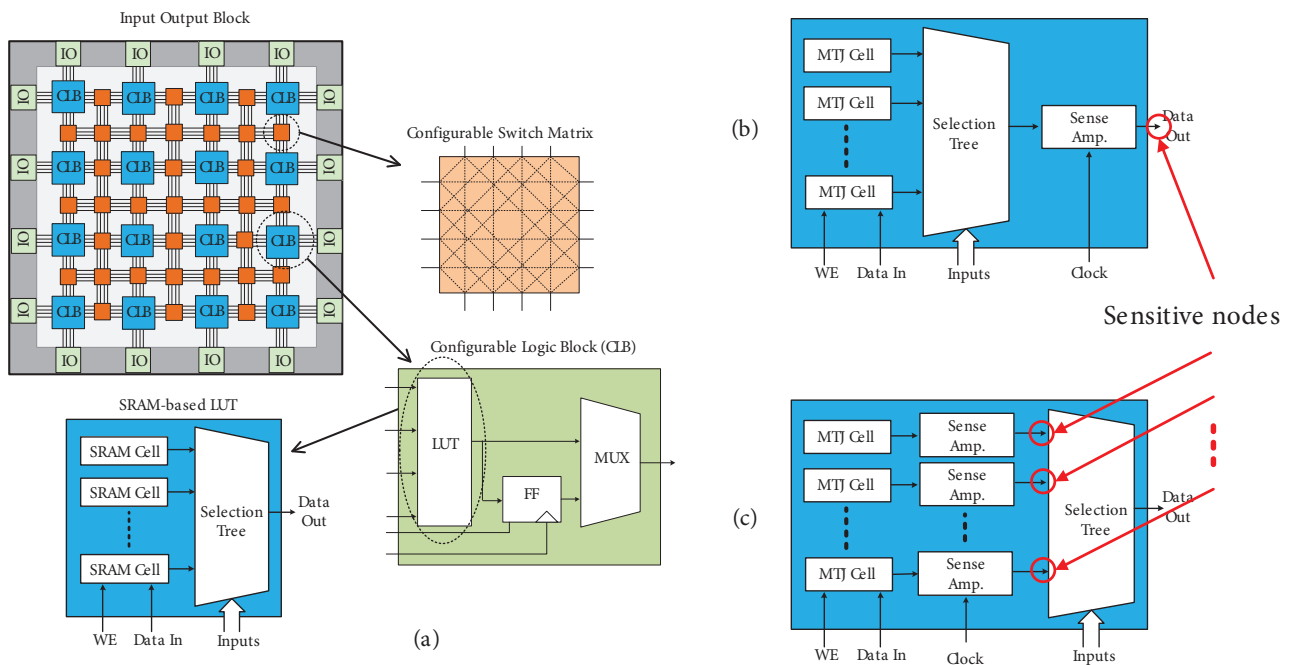 Input Output Block
IO IO IO IO
IO CLB CLB CLB CLB IO
IO CLB CLB CLB CLB IO
IO CLB CLB CLB CLB IO
IO CLB CLB CLB CLB IO
IO IO IO IO
Configurable Switch Matrix
Configurable Logic Block (CLB)
LUT
FF
MUX
SRAM-based LUT
SRAM Cell
SRAM Cell
SRAM Cell
Selection
Tree
Data
Out
WE
Data In
Inputs
(a)
(b)
MTJ Cell
MTJ Cell
MTJ Cell
Selection
Tree
Sense
Amp.
Data
Out
WE
Data In
Inputs
Clock
Sensitive nodes
(c)
MTJ Cell
Sense
Amp.
MTJ Cell
Sense
Amp.
MTJ Cell
Sense
Amp.
Selection
Tree
Data
Out
WE
Data In
Clock
Inputs